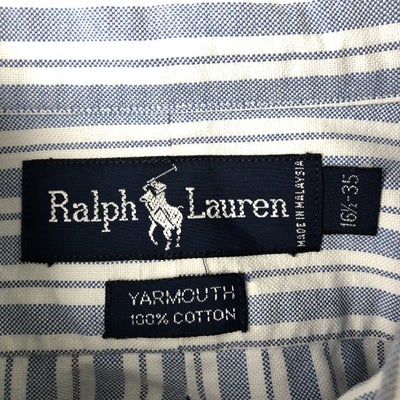 Ralph Lauren
MADE IN MALAYSIA
16½-35
YARMOUTH
100% COTTON